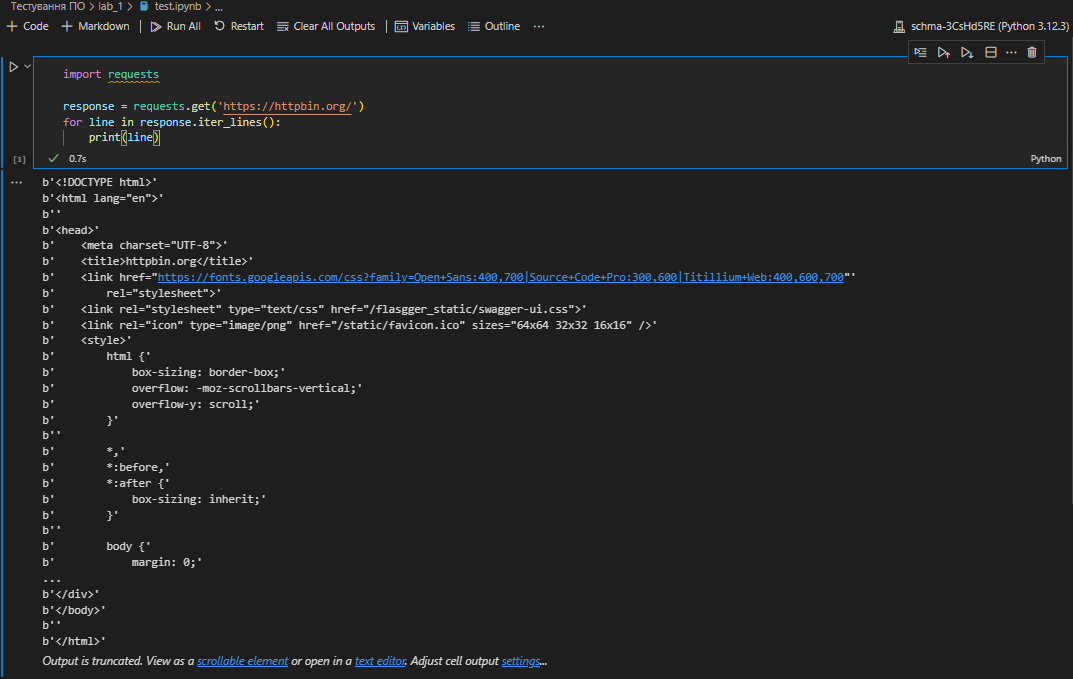 Тестування ПО > lab_1 > test.ipynb > ...
+ Code + Markdown | Run All Restart Clear All Outputs | Variables Outline ...
schma-3CsHd5RE (Python 3.12.3)
import requests
response = requests.get('https://httpbin.org/')
for line in response.iter_lines():
    print(line)
[1] 0.7s
Python
... b'<!DOCTYPE html>'
b'<html lang="en">'
b''
b'<head>'
b'    <meta charset="UTF-8">'
b'    <title>httpbin.org</title>'
b'    <link href="https://fonts.googleapis.com/css?family=Open+Sans:400,700|Source+Code+Pro:300,600|Titillium+Web:400,600,700"'
b'        rel="stylesheet">'
b'    <link rel="stylesheet" type="text/css" href="/flasgger_static/swagger-ui.css">'
b'    <link rel="icon" type="image/png" href="/static/favicon.ico" sizes="64x64 32x32 16x16" />'
b'    <style>'
b'        html {'
b'            box-sizing: border-box;'
b'            overflow: -moz-scrollbars-vertical;'
b'            overflow-y: scroll;'
b'        }'
b''
b'        *,'
b'        *:before,'
b'        *:after {'
b'            box-sizing: inherit;'
b'        }'
b''
b'        body {'
b'            margin: 0;'
...
b'</div>'
b'</body>'
b''
b'</html>'
Output is truncated. View as a scrollable element or open in a text editor. Adjust cell output settings...